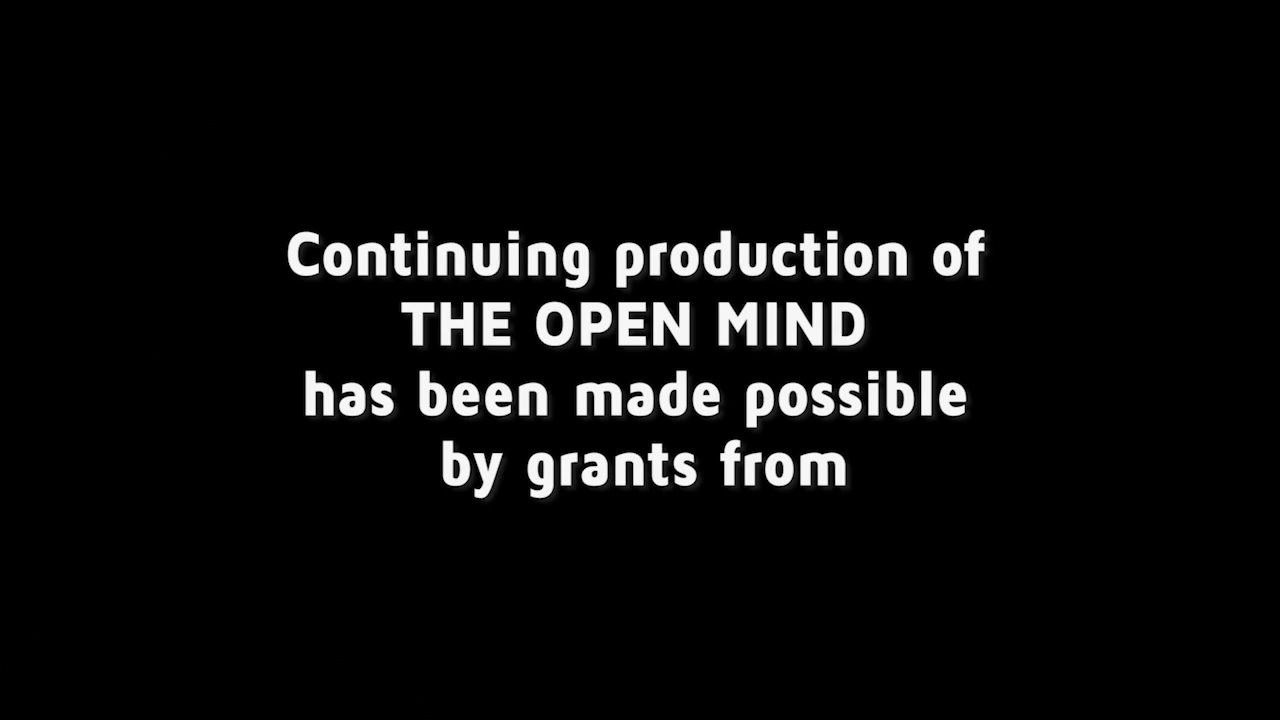 Continuing production of
THE OPEN MIND
has been made possible
by grants from